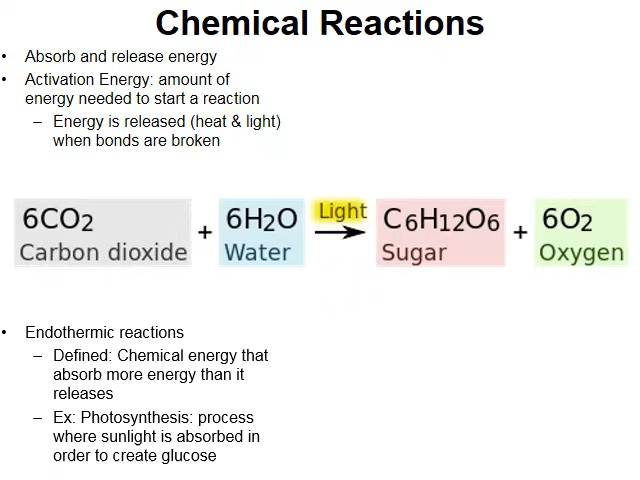 Chemical Reactions
• Absorb and release energy
• Activation Energy: amount of
energy needed to start a reaction
– Energy is released (heat & light)
when bonds are broken
6CO2 + 6H2O Light → C6H12O6 + 6O2
Carbon dioxide Water Sugar Oxygen
• Endothermic reactions
– Defined: Chemical energy that
absorb more energy than it
releases
– Ex: Photosynthesis: process
where sunlight is absorbed in
order to create glucose